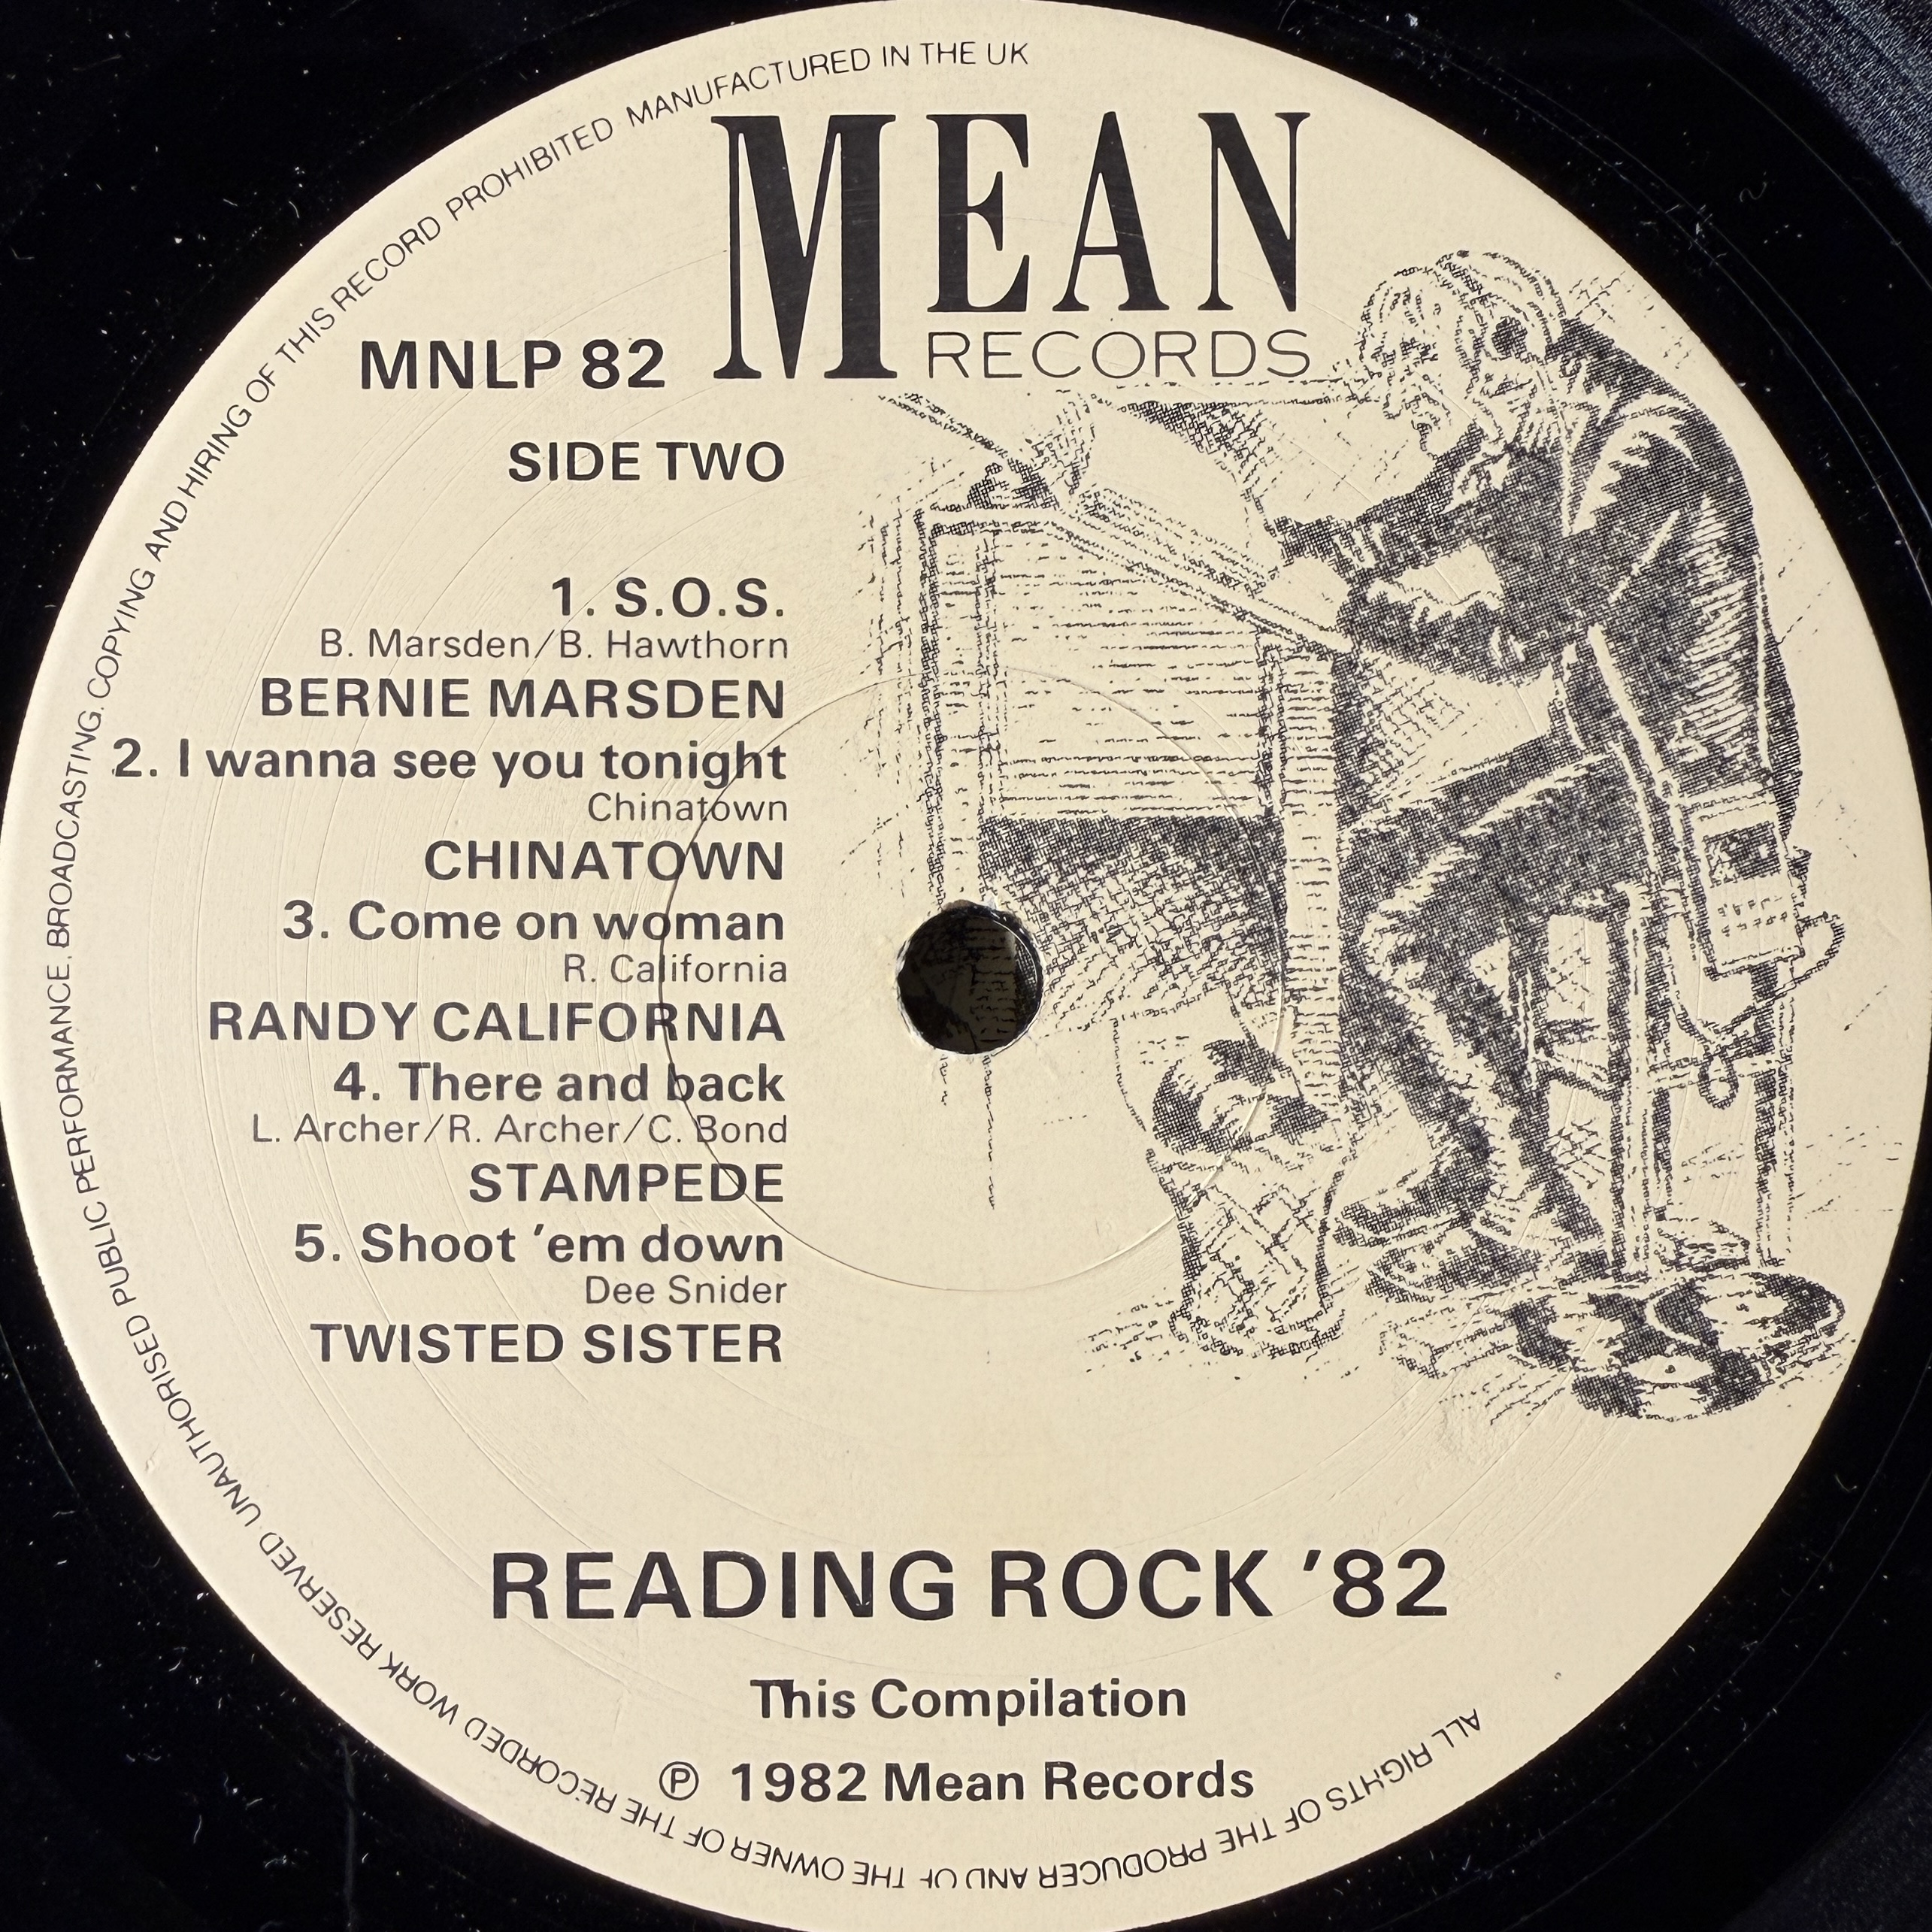 MEAN
RECORDS
MNLP 82
SIDE TWO
1. S.O.S.
B. Marsden/B. Hawthorn
BERNIE MARSDEN
2. I wanna see you tonight
Chinatown
CHINATOWN
3. Come on woman
R. California
RANDY CALIFORNIA
4. There and back
L. Archer/R. Archer/C. Bond
STAMPEDE
5. Shoot 'em down
Dee Snider
TWISTED SISTER
READING ROCK '82
This Compilation
℗ 1982 Mean Records
ALL RIGHTS OF THE PRODUCER AND OF THE OWNER OF THE RECORDED WORK RESERVED UNAUTHORISED PUBLIC PERFORMANCE. BROADCASTING. COPYING AND HIRING OF THIS RECORD PROHIBITED MANUFACTURED IN THE UK